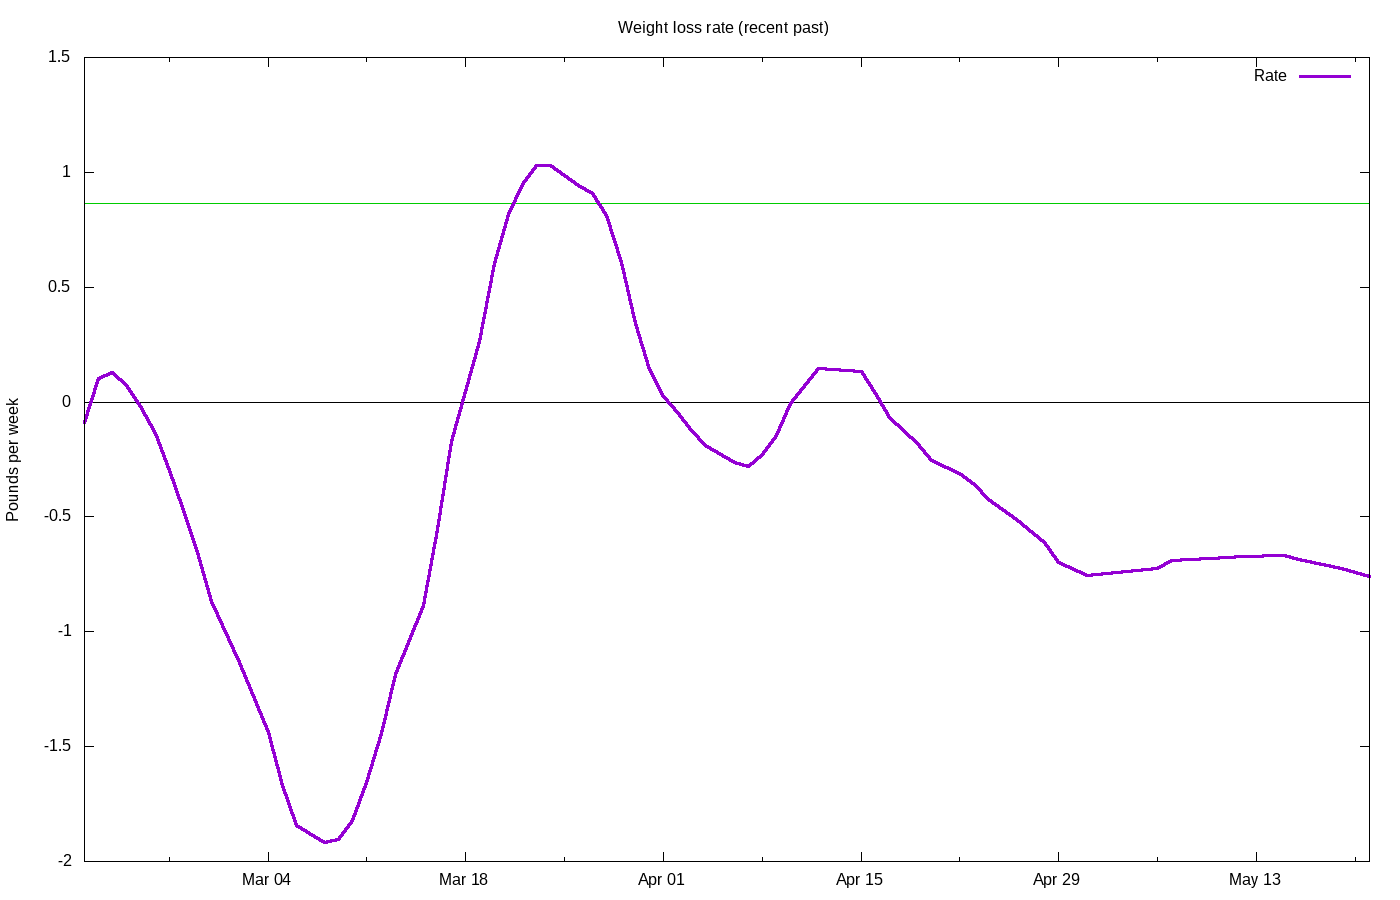 Weight loss rate (recent past)
Rate
1.5
1
0.5
0
-0.5
-1
-1.5
-2
Pounds per week
Mar 04
Mar 18
Apr 01
Apr 15
Apr 29
May 13